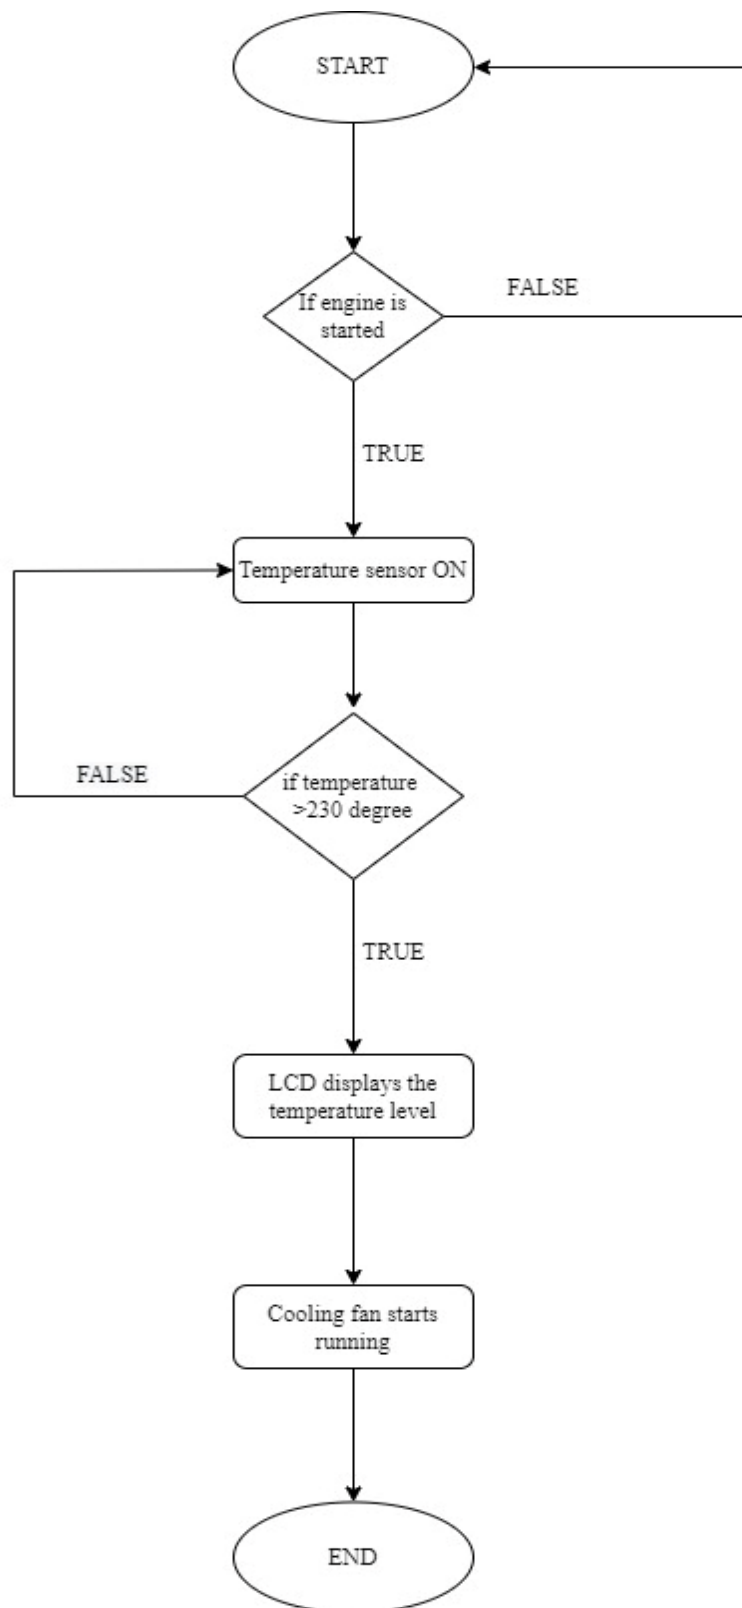 START
If engine is
started
FALSE
TRUE
Temperature sensor ON
if temperature
>230 degree
FALSE
TRUE
LCD displays the
temperature level
Cooling fan starts
running
END